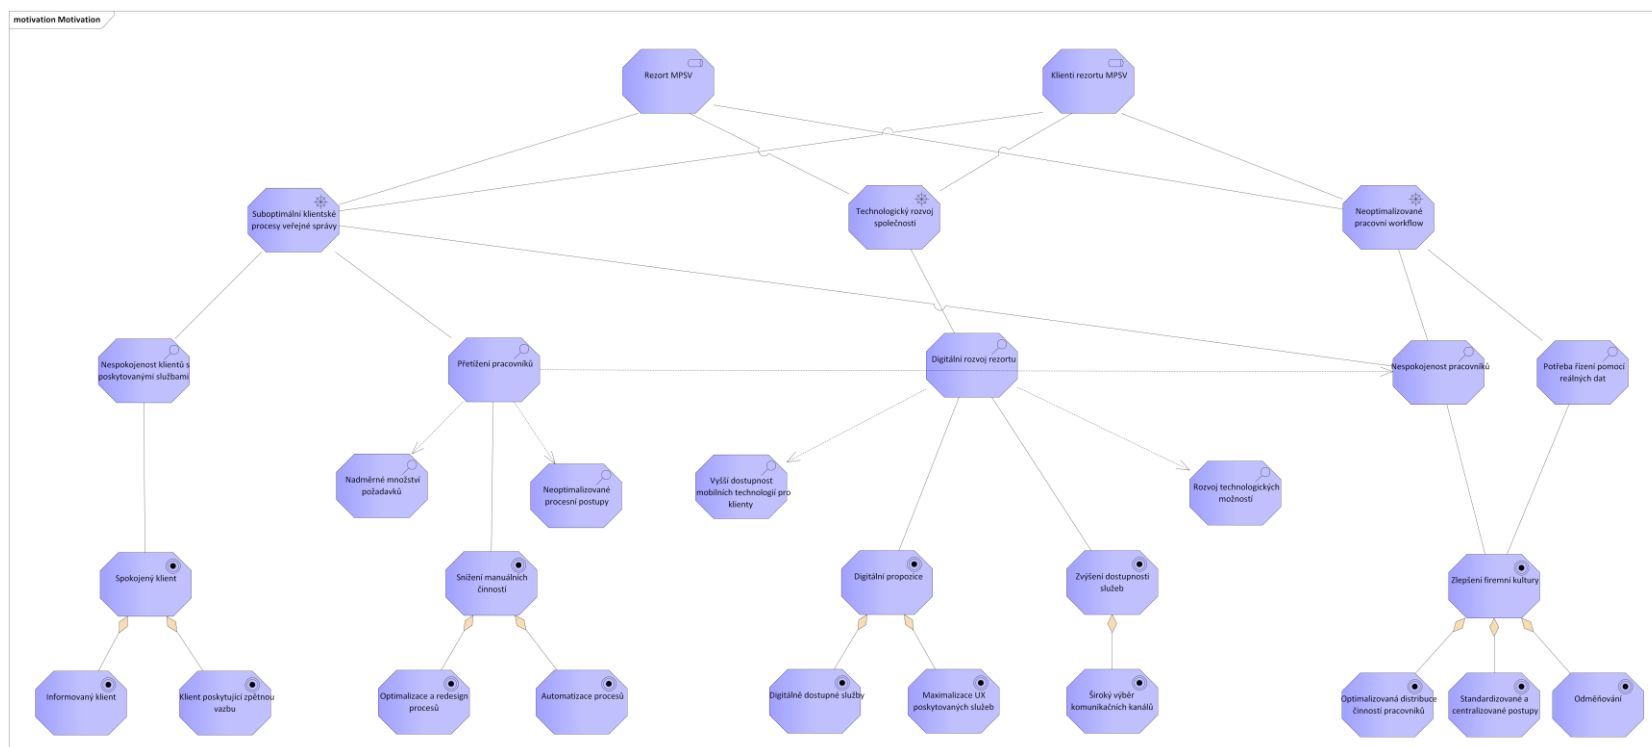 motivation Motivation
Rezort MPSV
Klienti rezortu MPSV
Suboptimální klientské
procesy veřejné správy
Technologický rozvoj
společnosti
Neoptimalizované
pracovní workflow
Nespokojenost klientů s
poskytovanými službami
Přetížení pracovníků
Digitální rozvoj rezortu
Nespokojenost pracovníků
Potřeba řízení pomocí
reálných dat
Nadměrné množství
požadavků
Neoptimalizované
procesní postupy
Vyšší dostupnost
mobilních technologií pro
klienty
Rozvoj technologických
možností
Spokojený klient
Snížení manuálních
činností
Digitální propozice
Zvýšení dostupnosti
služeb
Zlepšení firemní kultury
Informovaný klient
Klient poskytující zpětnou
vazbu
Optimalizace a redesign
procesů
Automatizace procesů
Digitálně dostupné služby
Maximalizace UX
poskytovaných služeb
Široký výběr
komunikačních kanálů
Optimalizovaná distribuce
činností pracovníků
Standardizované a
centralizované postupy
Odměňování